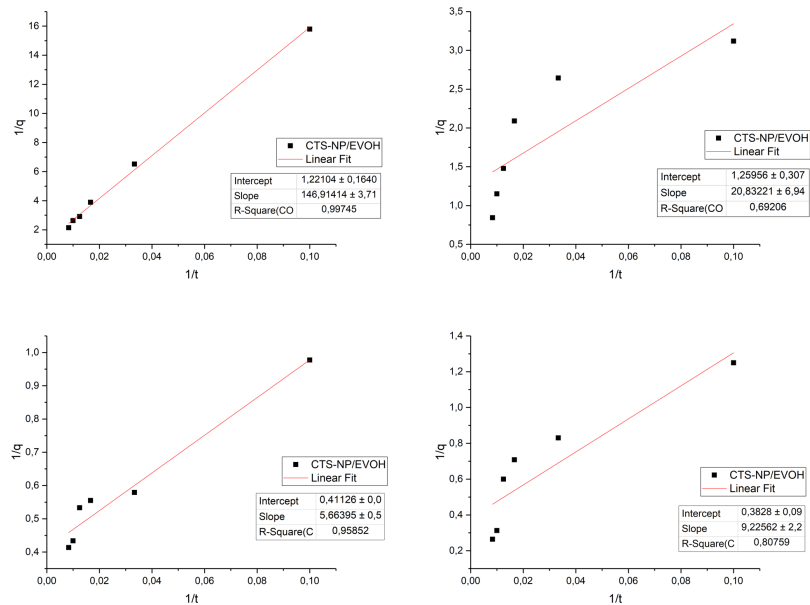 16
14
12
10
8
6
4
2
0,00 0,02 0,04 0,06 0,08 0,10
1/q
1/t
CTS-NP/EVOH
Linear Fit
Intercept 1,22104 ± 0,1640
Slope 146,91414 ± 3,71
R-Square(CO 0,99745
3,5
3,0
2,5
2,0
1,5
1,0
0,5
0,00 0,02 0,04 0,06 0,08 0,10
1/q
1/t
CTS-NP/EVOH
Linear Fit
Intercept 1,25956 ± 0,307
Slope 20,83221 ± 6,94
R-Square(CO 0,69206
1,0
0,9
0,8
0,7
0,6
0,5
0,4
0,00 0,02 0,04 0,06 0,08 0,10
1/q
1/t
CTS-NP/EVOH
Linear Fit
Intercept 0,41126 ± 0,0
Slope 5,66395 ± 0,5
R-Square(C 0,95852
1,4
1,2
1,0
0,8
0,6
0,4
0,2
0,00 0,02 0,04 0,06 0,08 0,10
1/q
1/t
CTS-NP/EVOH
Linear Fit
Intercept 0,3828 ± 0,09
Slope 9,22562 ± 2,2
R-Square(C 0,80759